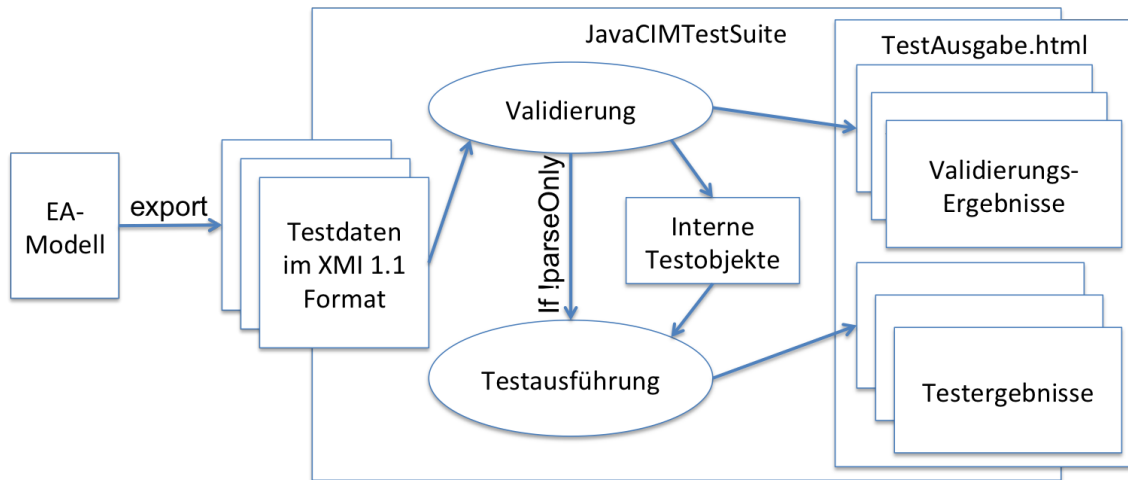 JavaCIMTestSuite
TestAusgabe.html
EA-
Modell
export
Testdaten
im XMI 1.1
Format
Validierung
If !parseOnly
Interne
Testobjekte
Testausführung
Validierungs-
Ergebnisse
Testergebnisse